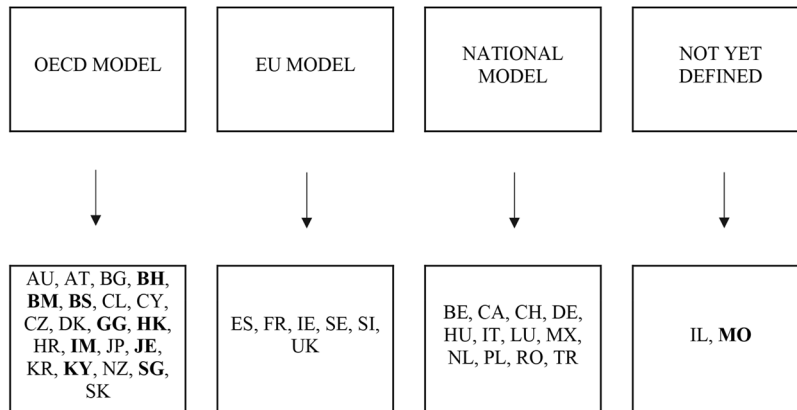 OECD MODEL
EU MODEL
NATIONAL
MODEL
NOT YET
DEFINED
AU, AT, BG, BH,
BM, BS, CL, CY,
CZ, DK, GG, HK,
HR, IM, JP, JE,
KR, KY, NZ, SG,
SK
ES, FR, IE, SE, SI,
UK
BE, CA, CH, DE,
HU, IT, LU, MX,
NL, PL, RO, TR
IL, MO